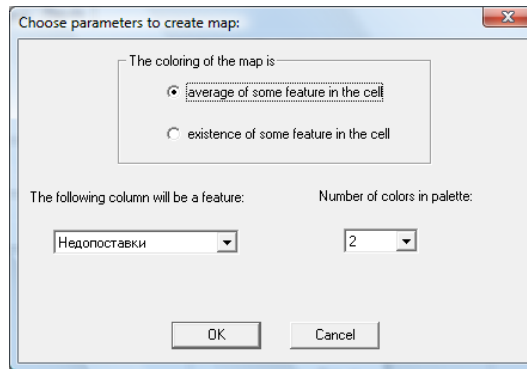 Choose parameters to create map:
The coloring of the map is
average of some feature in the cell
existence of some feature in the cell
The following column will be a feature:
Number of colors in palette:
Недопоставки
2
OK
Cancel